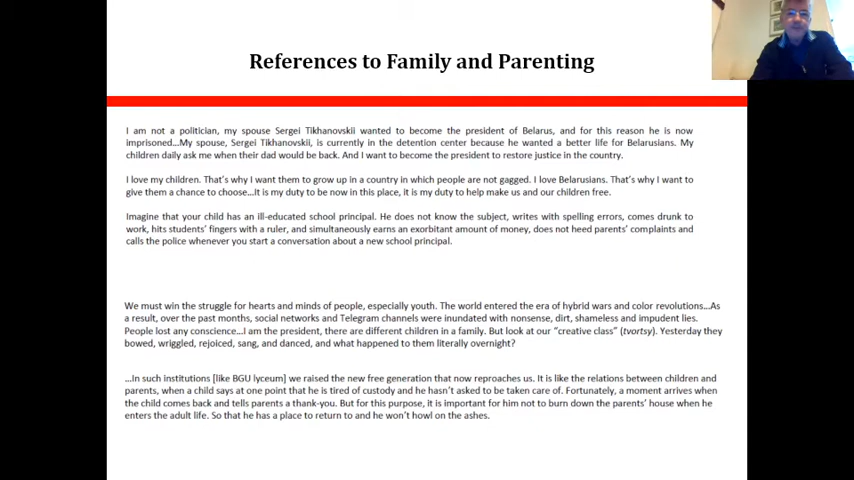 References to Family and Parenting
I am not a politician, my spouse Sergei Tikhanovskii wanted to become the president of Belarus, and for this reason he is now
imprisoned...My spouse, Sergei Tikhanovskii, is currently in the detention center because he wanted a better life for Belarusians. My
children daily ask me when their dad would be back. And I want to become the president to restore justice in the country.
I love my children. That's why I want them to grow up in a country in which people are not gagged. I love Belarusians. That's why I want to
give them a chance to choose...It is my duty to be now in this place, it is my duty to help make us and our children free.
Imagine that your child has an ill-educated school principal. He does not know the subject, writes with spelling errors, comes drunk to
work, hits students' fingers with a ruler, and simultaneously earns an exorbitant amount of money, does not heed parents' complaints and
calls the police whenever you start a conversation about a new school principal.
We must win the struggle for hearts and minds of people, especially youth. The world entered the era of hybrid wars and color revolutions...As
a result, over the past months, social networks and Telegram channels were inundated with nonsense, dirt, shameless and impudent lies.
People lost any conscience...I am the president, there are different children in a family. But look at our "creative class" (tvortsy). Yesterday they
bowed, wriggled, rejoiced, sang, and danced, and what happened to them literally overnight?
...In such institutions [like BGU lyceum] we raised the new free generation that now reproaches us. It is like the relations between children and
parents, when a child says at one point that he is tired of custody and he hasn't asked to be taken care of. Fortunately, a moment arrives when
the child comes back and tells parents a thank-you. But for this purpose, it is important for him not to burn down the parents' house when he
enters the adult life. So that he has a place to return to and he won't howl on the ashes.